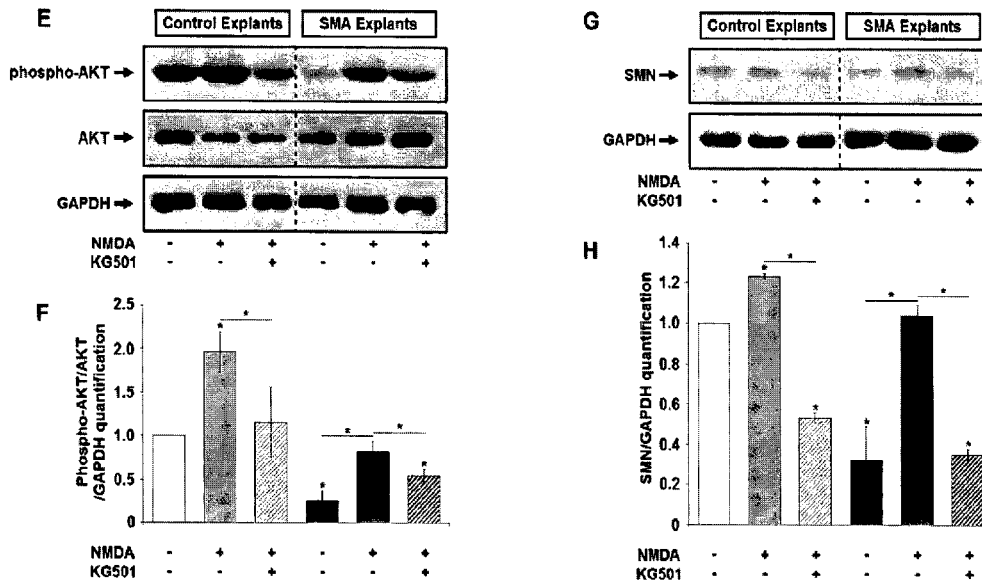 E
Control Explants SMA Explants
phospho-AKT
AKT
GAPDH
NMDA - + + - + +
KG501 - - + - - +
F
Phospho-AKT/AKT
/GAPDH quantification
2.5
2.0
1.5
1.0
0.5
0
* * * * * *
NMDA - + + - + +
KG501 - - + - - +
G
Control Explants SMA Explants
SMN
GAPDH
NMDA - + + - + +
KG501 - - + - - +
H
SMN/GAPDH quantification
1.4
1.2
1.0
0.8
0.6
0.4
0.2
0
* * * * * *
NMDA - + + - + +
KG501 - - + - - +